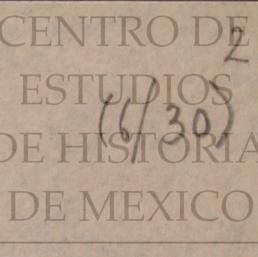 CENTRO DE
2
ESTUDIOS
(6/30)
DE HISTORIA
DE MEXICO